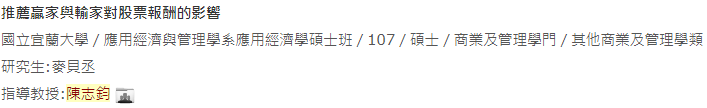 推薦贏家與輸家對股票報酬的影響
國立宜蘭大學 / 應用經濟與管理學系應用經濟學碩士班 / 107 / 碩士 / 商業及管理學門 / 其他商業及管理學類
研究生:麥貝丞
指導教授:陳志鈞